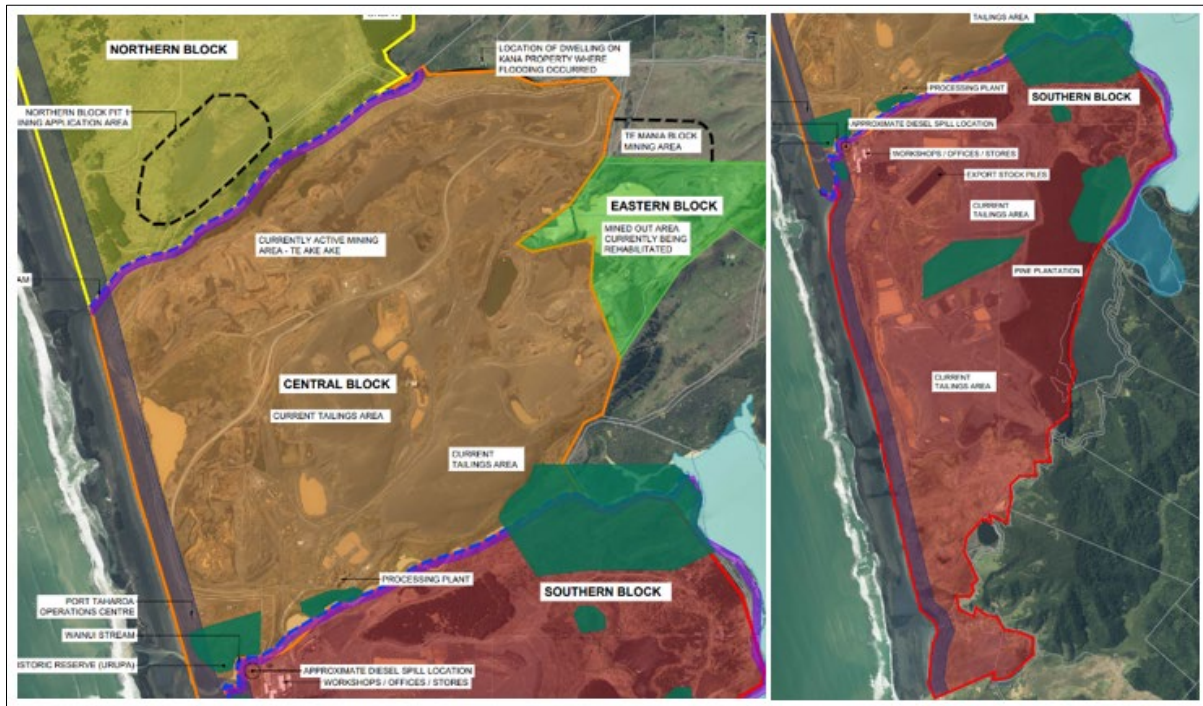 NORTHERN BLOCK
LOCATION OF DWELLING ON
KANA PROPERTY WHERE
FLOODING OCCURRED
NORTHERN BLOCK PIT 1
MINING APPLICATION AREA
TE MANIA BLOCK
MINING AREA
EASTERN BLOCK
MINED OUT AREA
CURRENTLY BEING
REHABILITATED
CURRENTLY ACTIVE MINING
AREA - TE AKE AKE
CENTRAL BLOCK
CURRENT TAILINGS AREA
CURRENT
TAILINGS AREA
PROCESSING PLANT
SOUTHERN BLOCK
PORT TAHAROA
OPERATIONS CENTRE
WAINUI STREAM
HISTORIC RESERVE (URUPA)
APPROXIMATE DIESEL SPILL LOCATION
WORKSHOPS / OFFICES / STORES
TAILINGS AREA
PROCESSING PLANT
SOUTHERN BLOCK
APPROXIMATE DIESEL SPILL LOCATION
WORKSHOPS / OFFICES / STORES
EXPORT STOCK PILES
CURRENT
TAILINGS AREA
PINE PLANTATION
CURRENT
TAILINGS AREA